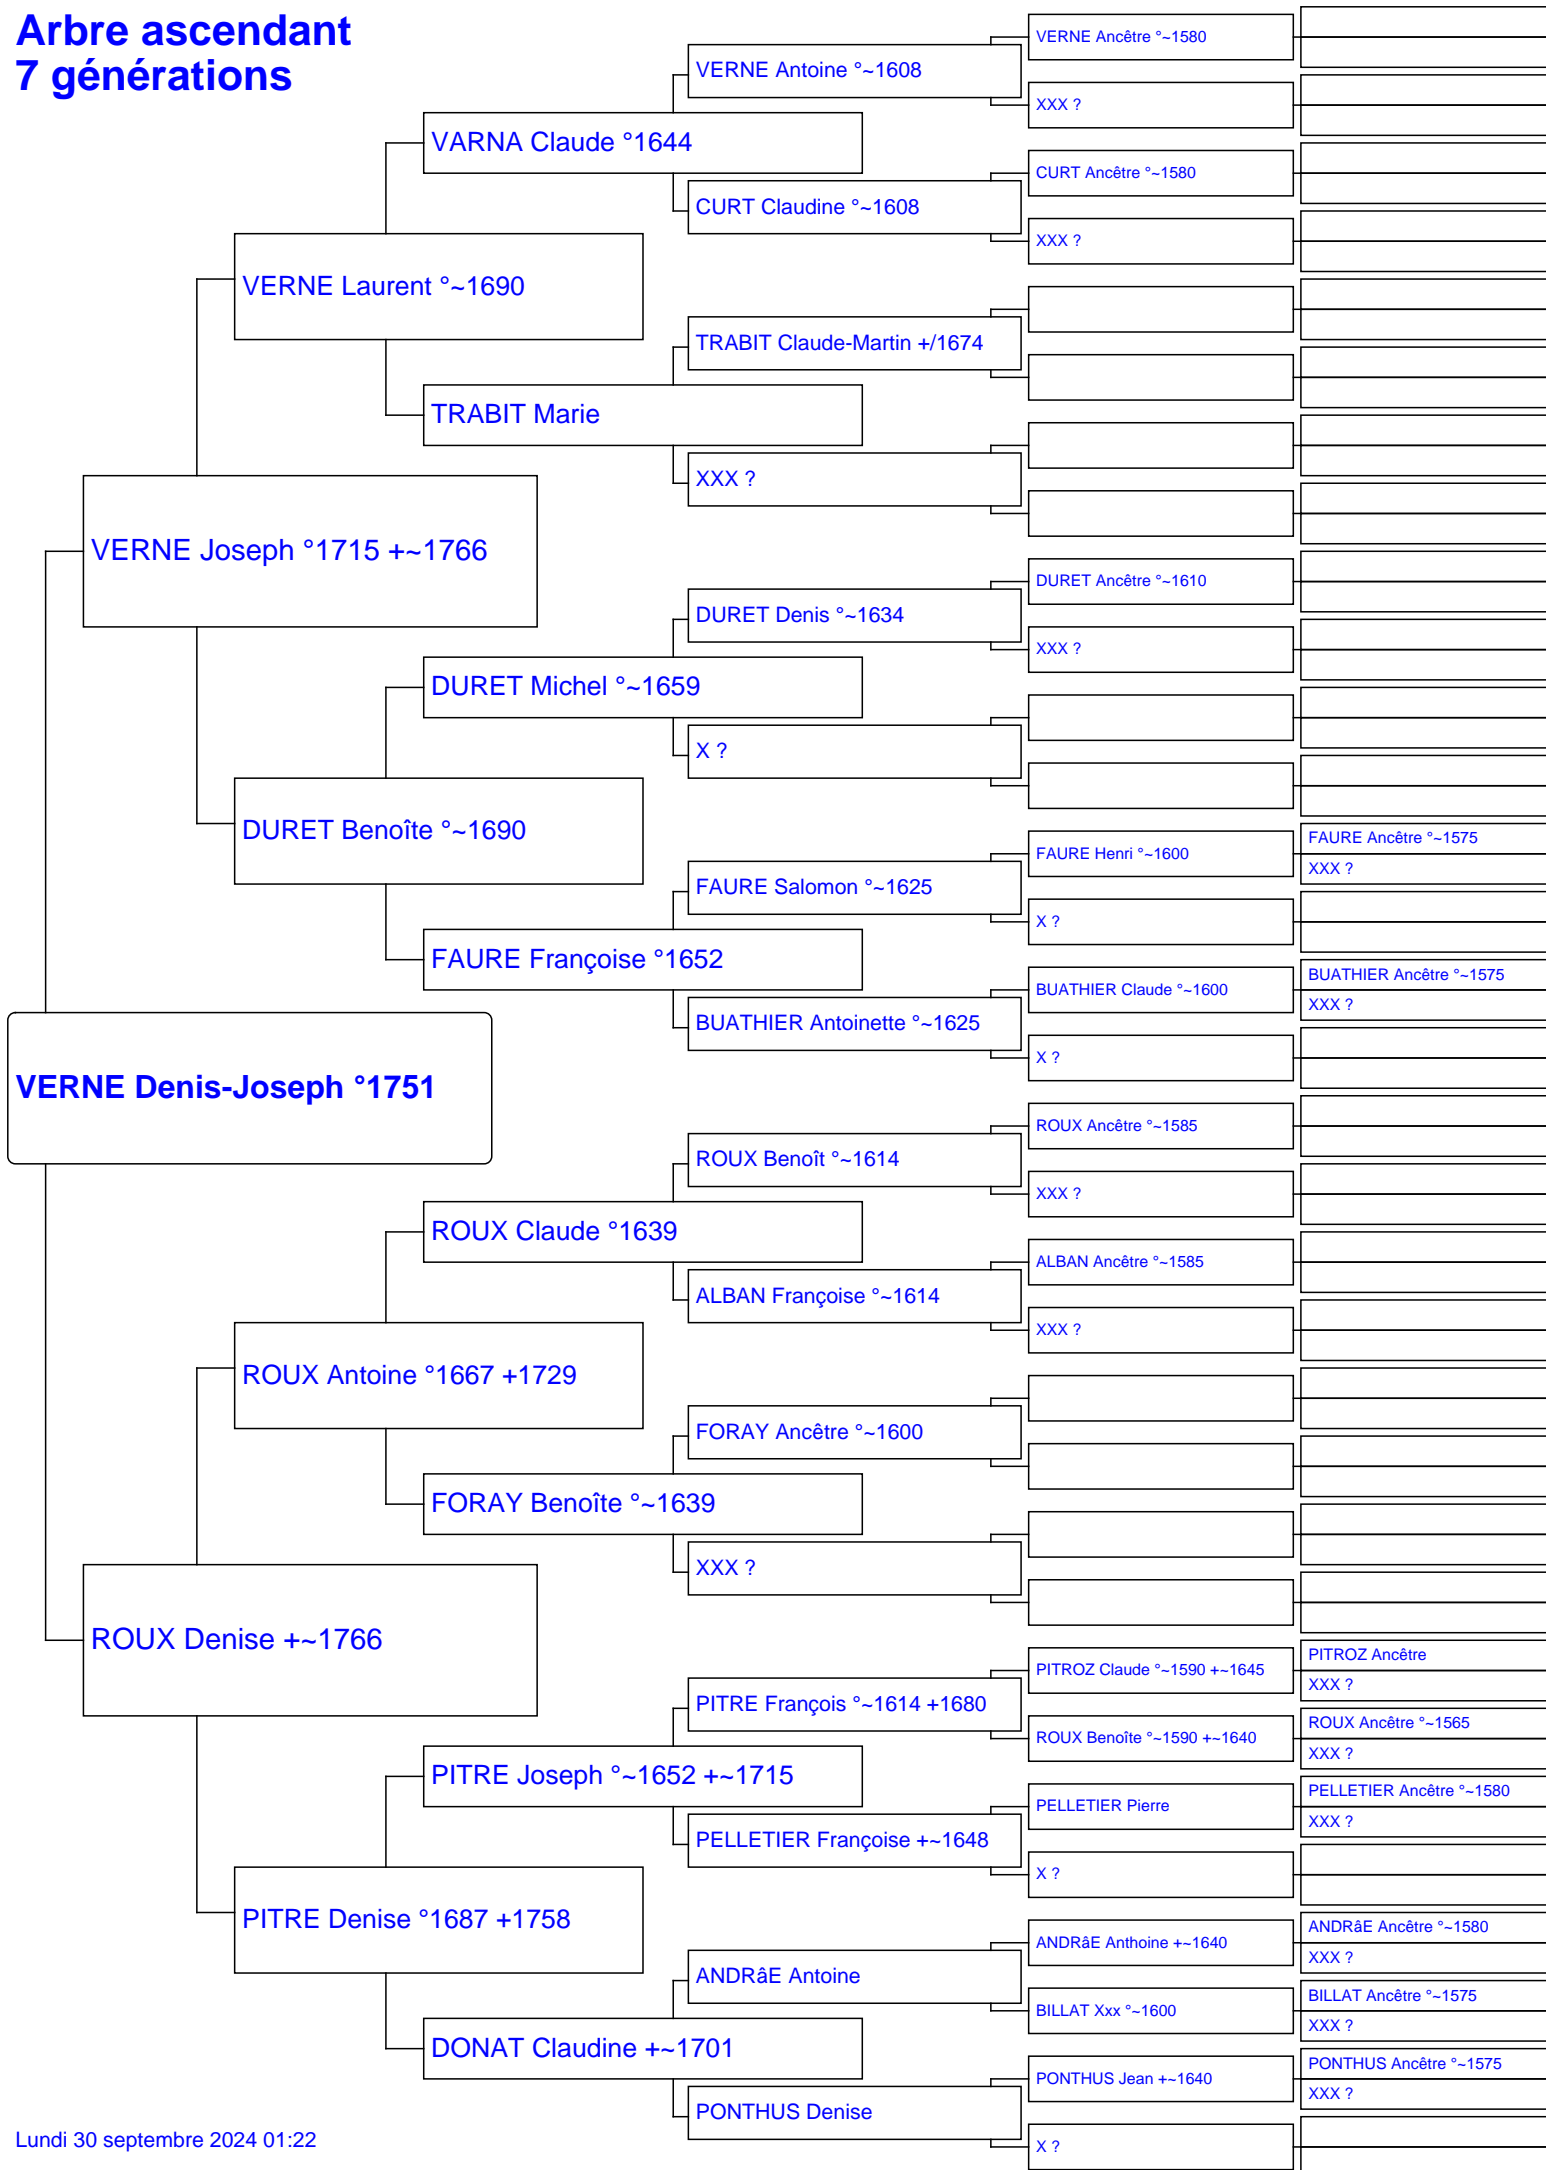 Arbre ascendant
7 générations
VERNE Ancêtre °~1580
VERNE Antoine °~1608
XXX ?
VARNA Claude °1644
CURT Ancêtre °~1580
CURT Claudine °~1608
XXX ?
VERNE Laurent °~1690
TRABIT Claude-Martin +/1674
TRABIT Marie
XXX ?
VERNE Joseph °1715 +~1766
DURET Ancêtre °~1610
DURET Denis °~1634
XXX ?
DURET Michel °~1659
X ?
DURET Benoîte °~1690
FAURE Ancêtre °~1575
FAURE Henri °~1600
XXX ?
FAURE Salomon °~1625
X ?
FAURE Françoise °1652
BUATHIER Ancêtre °~1575
BUATHIER Claude °~1600
XXX ?
BUATHIER Antoinette °~1625
X ?
VERNE Denis-Joseph °1751
ROUX Ancêtre °~1585
ROUX Benoît °~1614
XXX ?
ROUX Claude °1639
ALBAN Ancêtre °~1585
ALBAN Françoise °~1614
XXX ?
ROUX Antoine °1667 +1729
FORAY Ancêtre °~1600
FORAY Benoîte °~1639
XXX ?
ROUX Denise +~1766
PITROZ Ancêtre
PITROZ Claude °~1590 +~1645
XXX ?
PITRE François °~1614 +1680
ROUX Ancêtre °~1565
ROUX Benoîte °~1590 +~1640
XXX ?
PITRE Joseph °~1652 +~1715
PELLETIER Ancêtre °~1580
PELLETIER Pierre
XXX ?
PELLETIER Françoise +~1648
X ?
PITRE Denise °1687 +1758
ANDRâE Ancêtre °~1580
ANDRâE Anthoine +~1640
XXX ?
ANDRâE Antoine
BILLAT Ancêtre °~1575
BILLAT Xxx °~1600
XXX ?
DONAT Claudine +~1701
PONTHUS Ancêtre °~1575
PONTHUS Jean +~1640
XXX ?
PONTHUS Denise
X ?
Lundi 30 septembre 2024 01:22